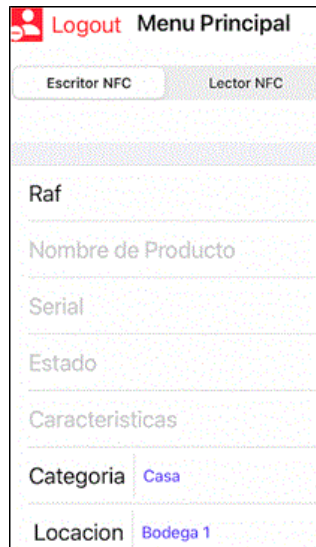 Logout Menu Principal
Escritor NFC Lector NFC
Raf
Nombre de Producto
Serial
Estado
Caracteristicas
Categoria Casa
Locacion Bodega 1